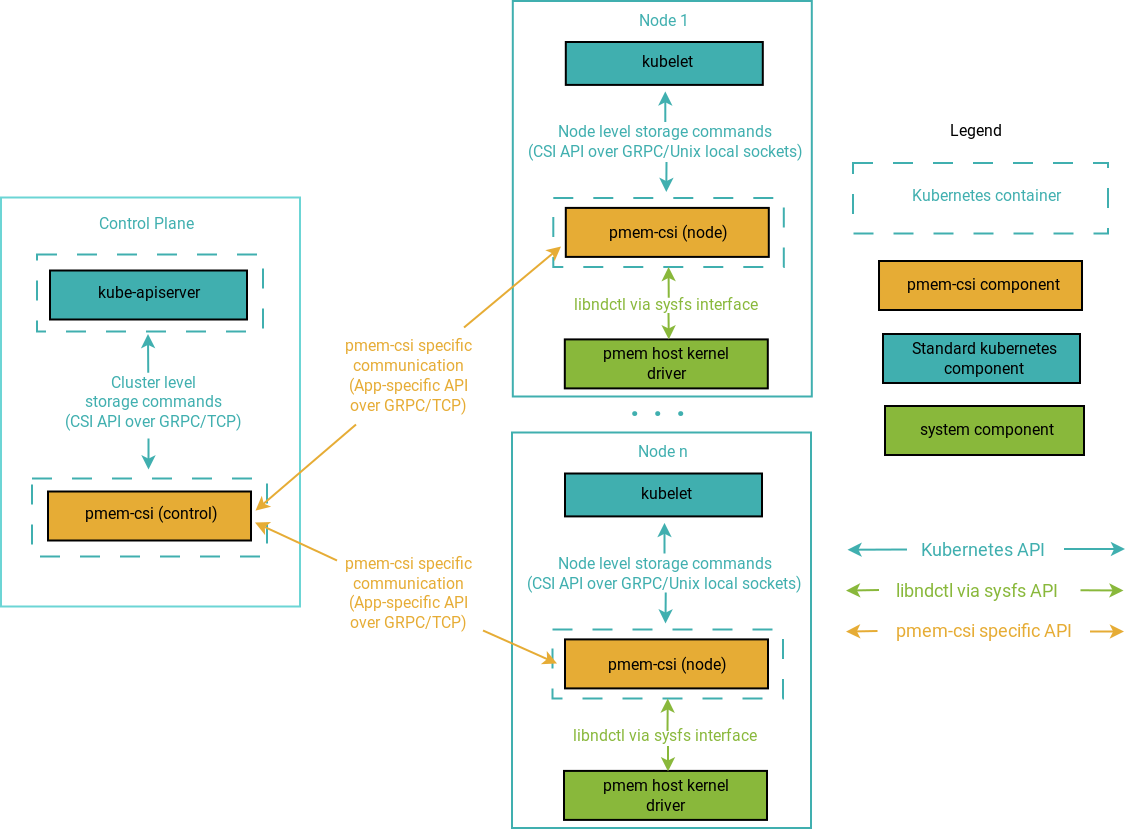 Control Plane
kube-apiserver
Cluster level
storage commands
(CSI API over GRPC/TCP)
pmem-csi (control)
pmem-csi specific
communication
(App-specific API
over GRPC/TCP)
pmem-csi specific
communication
(App-specific API
over GRPC/TCP)
Node 1
kubelet
Node level storage commands
(CSI API over GRPC/Unix local sockets)
pmem-csi (node)
libndctl via sysfs interface
pmem host kernel
driver
Node n
kubelet
Node level storage commands
(CSI API over GRPC/Unix local sockets)
pmem-csi (node)
libndctl via sysfs interface
pmem host kernel
driver
Legend
Kubernetes container
pmem-csi component
Standard kubernetes
component
system component
Kubernetes API
libndctl via sysfs API
pmem-csi specific API